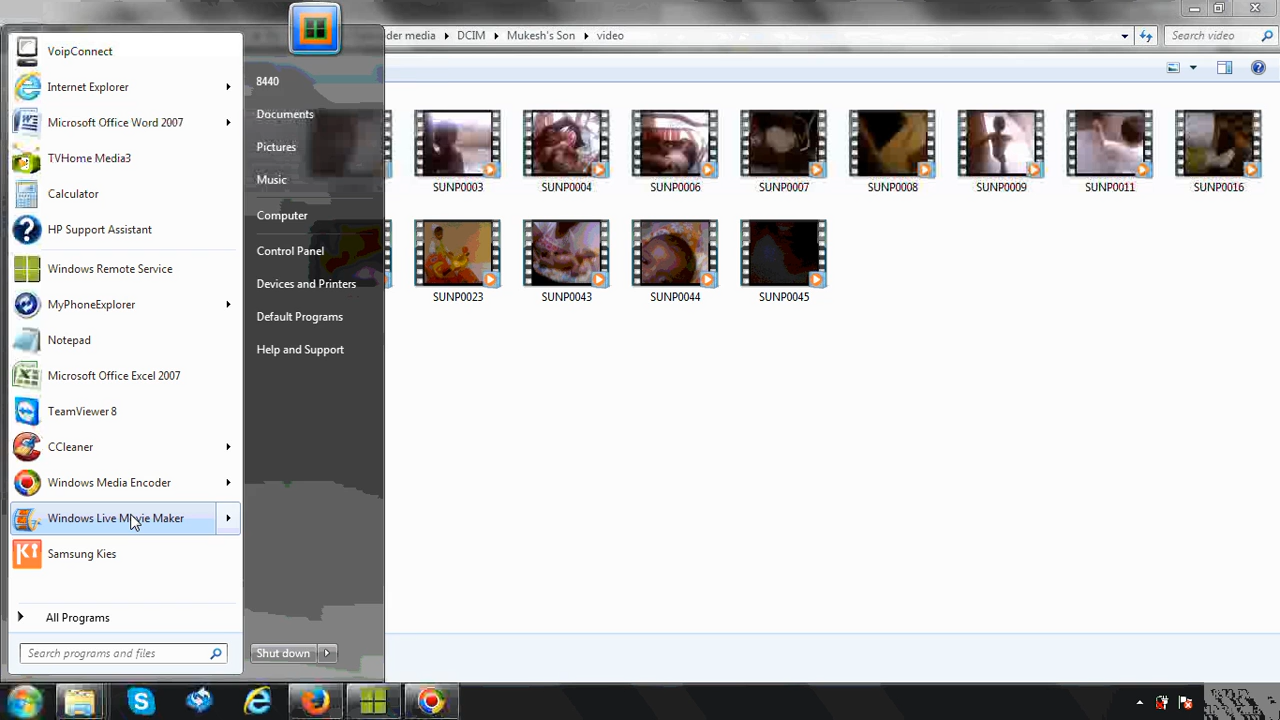 VoipConnect
Internet Explorer
Microsoft Office Word 2007
TVHome Media3
Calculator
HP Support Assistant
Windows Remote Service
MyPhoneExplorer
Notepad
Microsoft Office Excel 2007
TeamViewer 8
CCleaner
Windows Media Encoder
Windows Live Movie Maker
Samsung Kies
All Programs
Search programs and files
8440
Documents
Pictures
Music
Computer
Control Panel
Devices and Printers
Default Programs
Help and Support
Shut down
media DCIM Mukesh's Son video
Search video
SUNP0003 SUNP0004 SUNP0006 SUNP0007 SUNP0008 SUNP0009 SUNP0011 SUNP0016
SUNP0023 SUNP0043 SUNP0044 SUNP0045